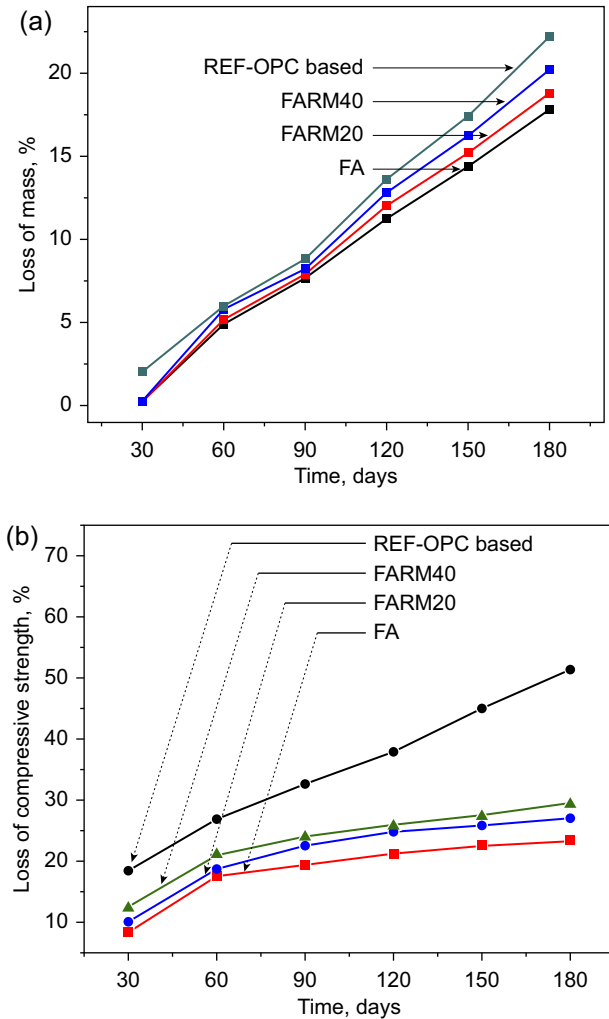 (a)
Loss of mass, %
20
15
10
5
0
REF-OPC based
FARM40
FARM20
FA
30 60 90 120 150 180
Time, days
(b)
Loss of compressive strength, %
70
60
50
40
30
20
10
REF-OPC based
FARM40
FARM20
FA
30 60 90 120 150 180
Time, days